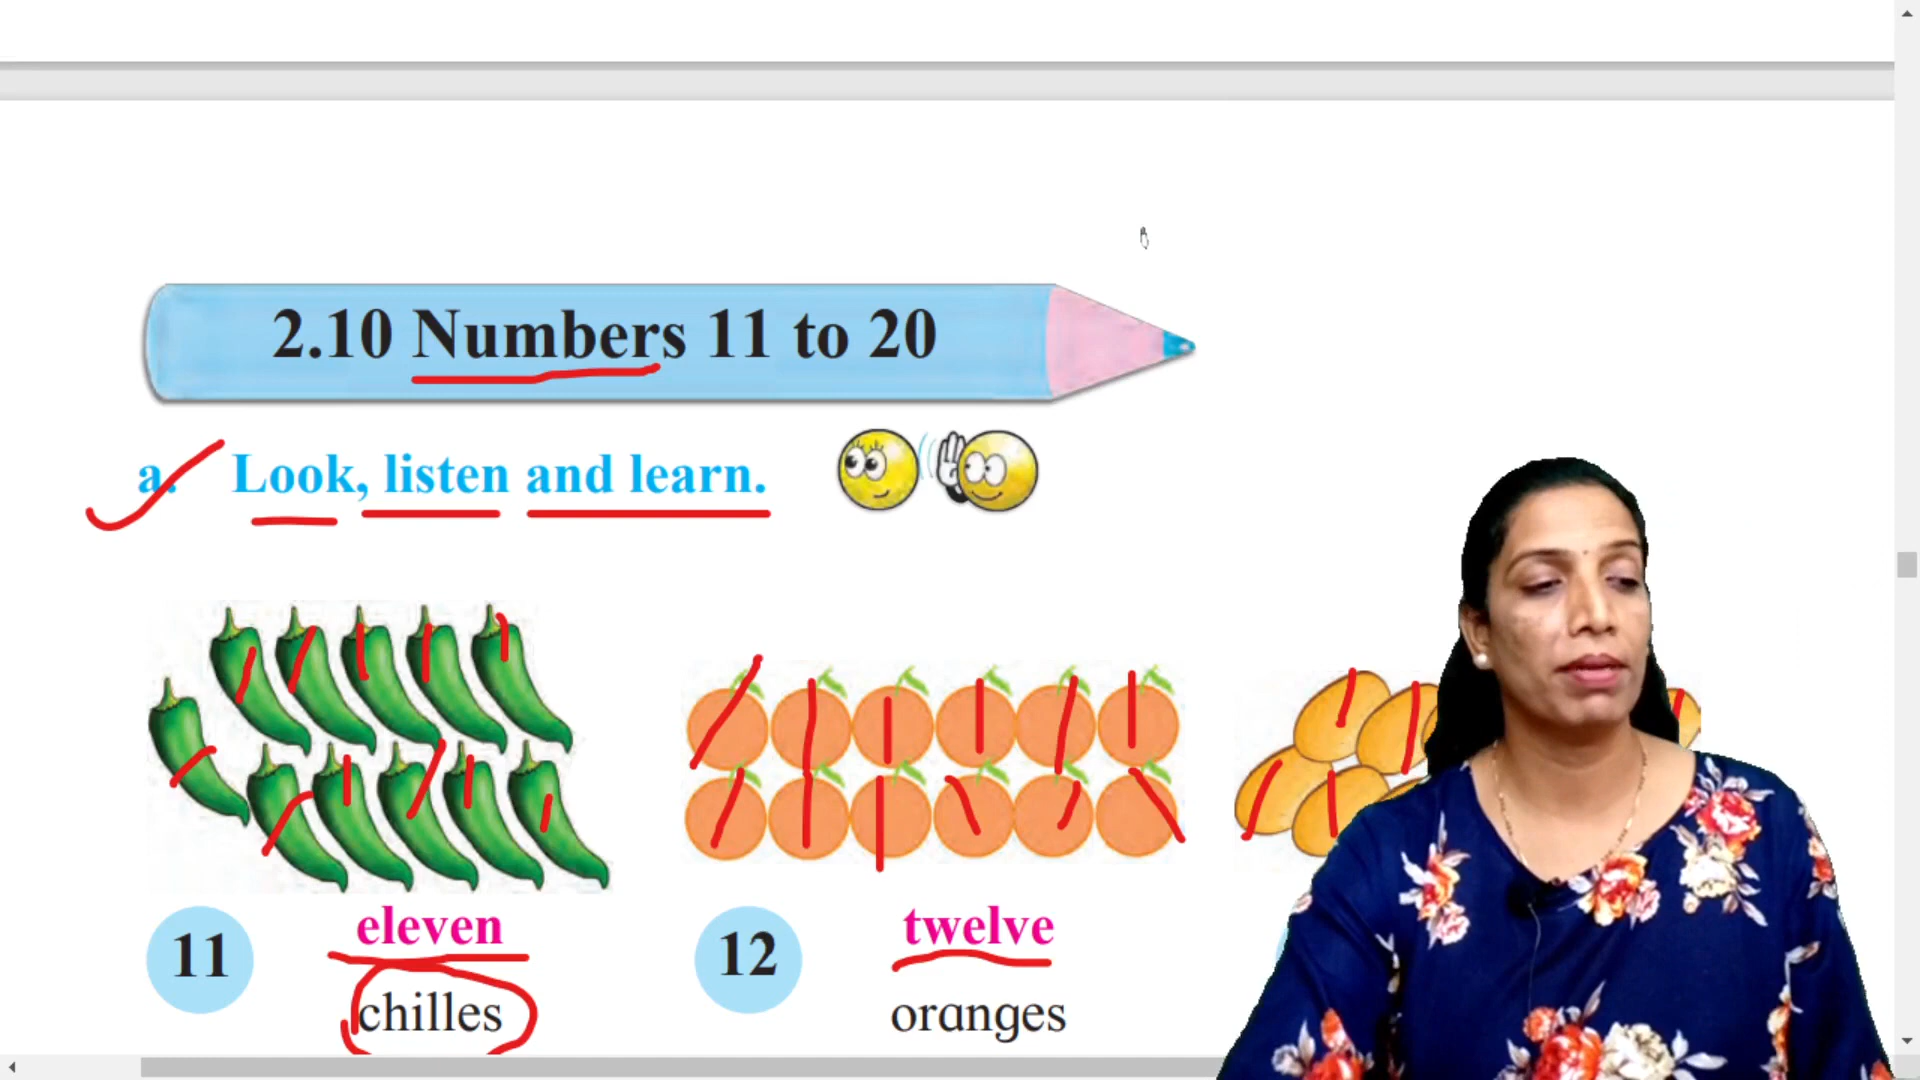 2.10 Numbers 11 to 20
a. Look, listen and learn.
11 eleven
chilles
12 twelve
oranges